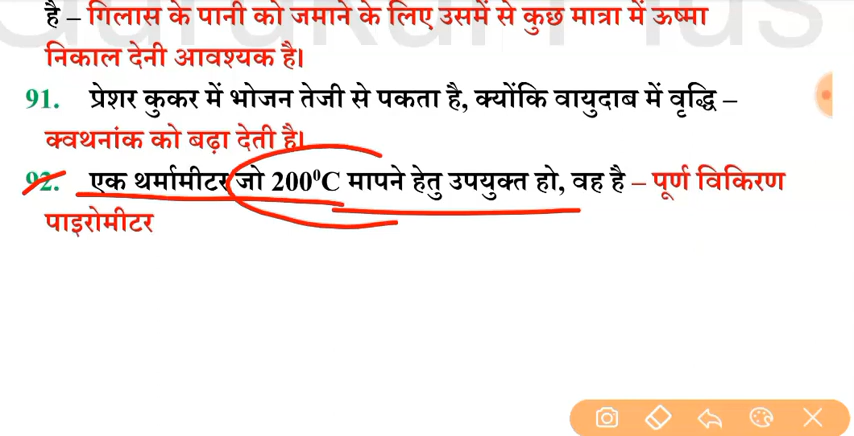 है – गिलास के पानी को जमाने के लिए उसमें से कुछ मात्रा में ऊष्मा
निकाल देनी आवश्यक है।
91. प्रेशर कुकर में भोजन तेजी से पकता है, क्योंकि वायुदाब में वृद्धि –
क्वथनांक को बढ़ा देती है।
92. एक थर्मामीटर जो 200⁰C मापने हेतु उपयुक्त हो, वह है – पूर्ण विकिरण
पाइरोमीटर